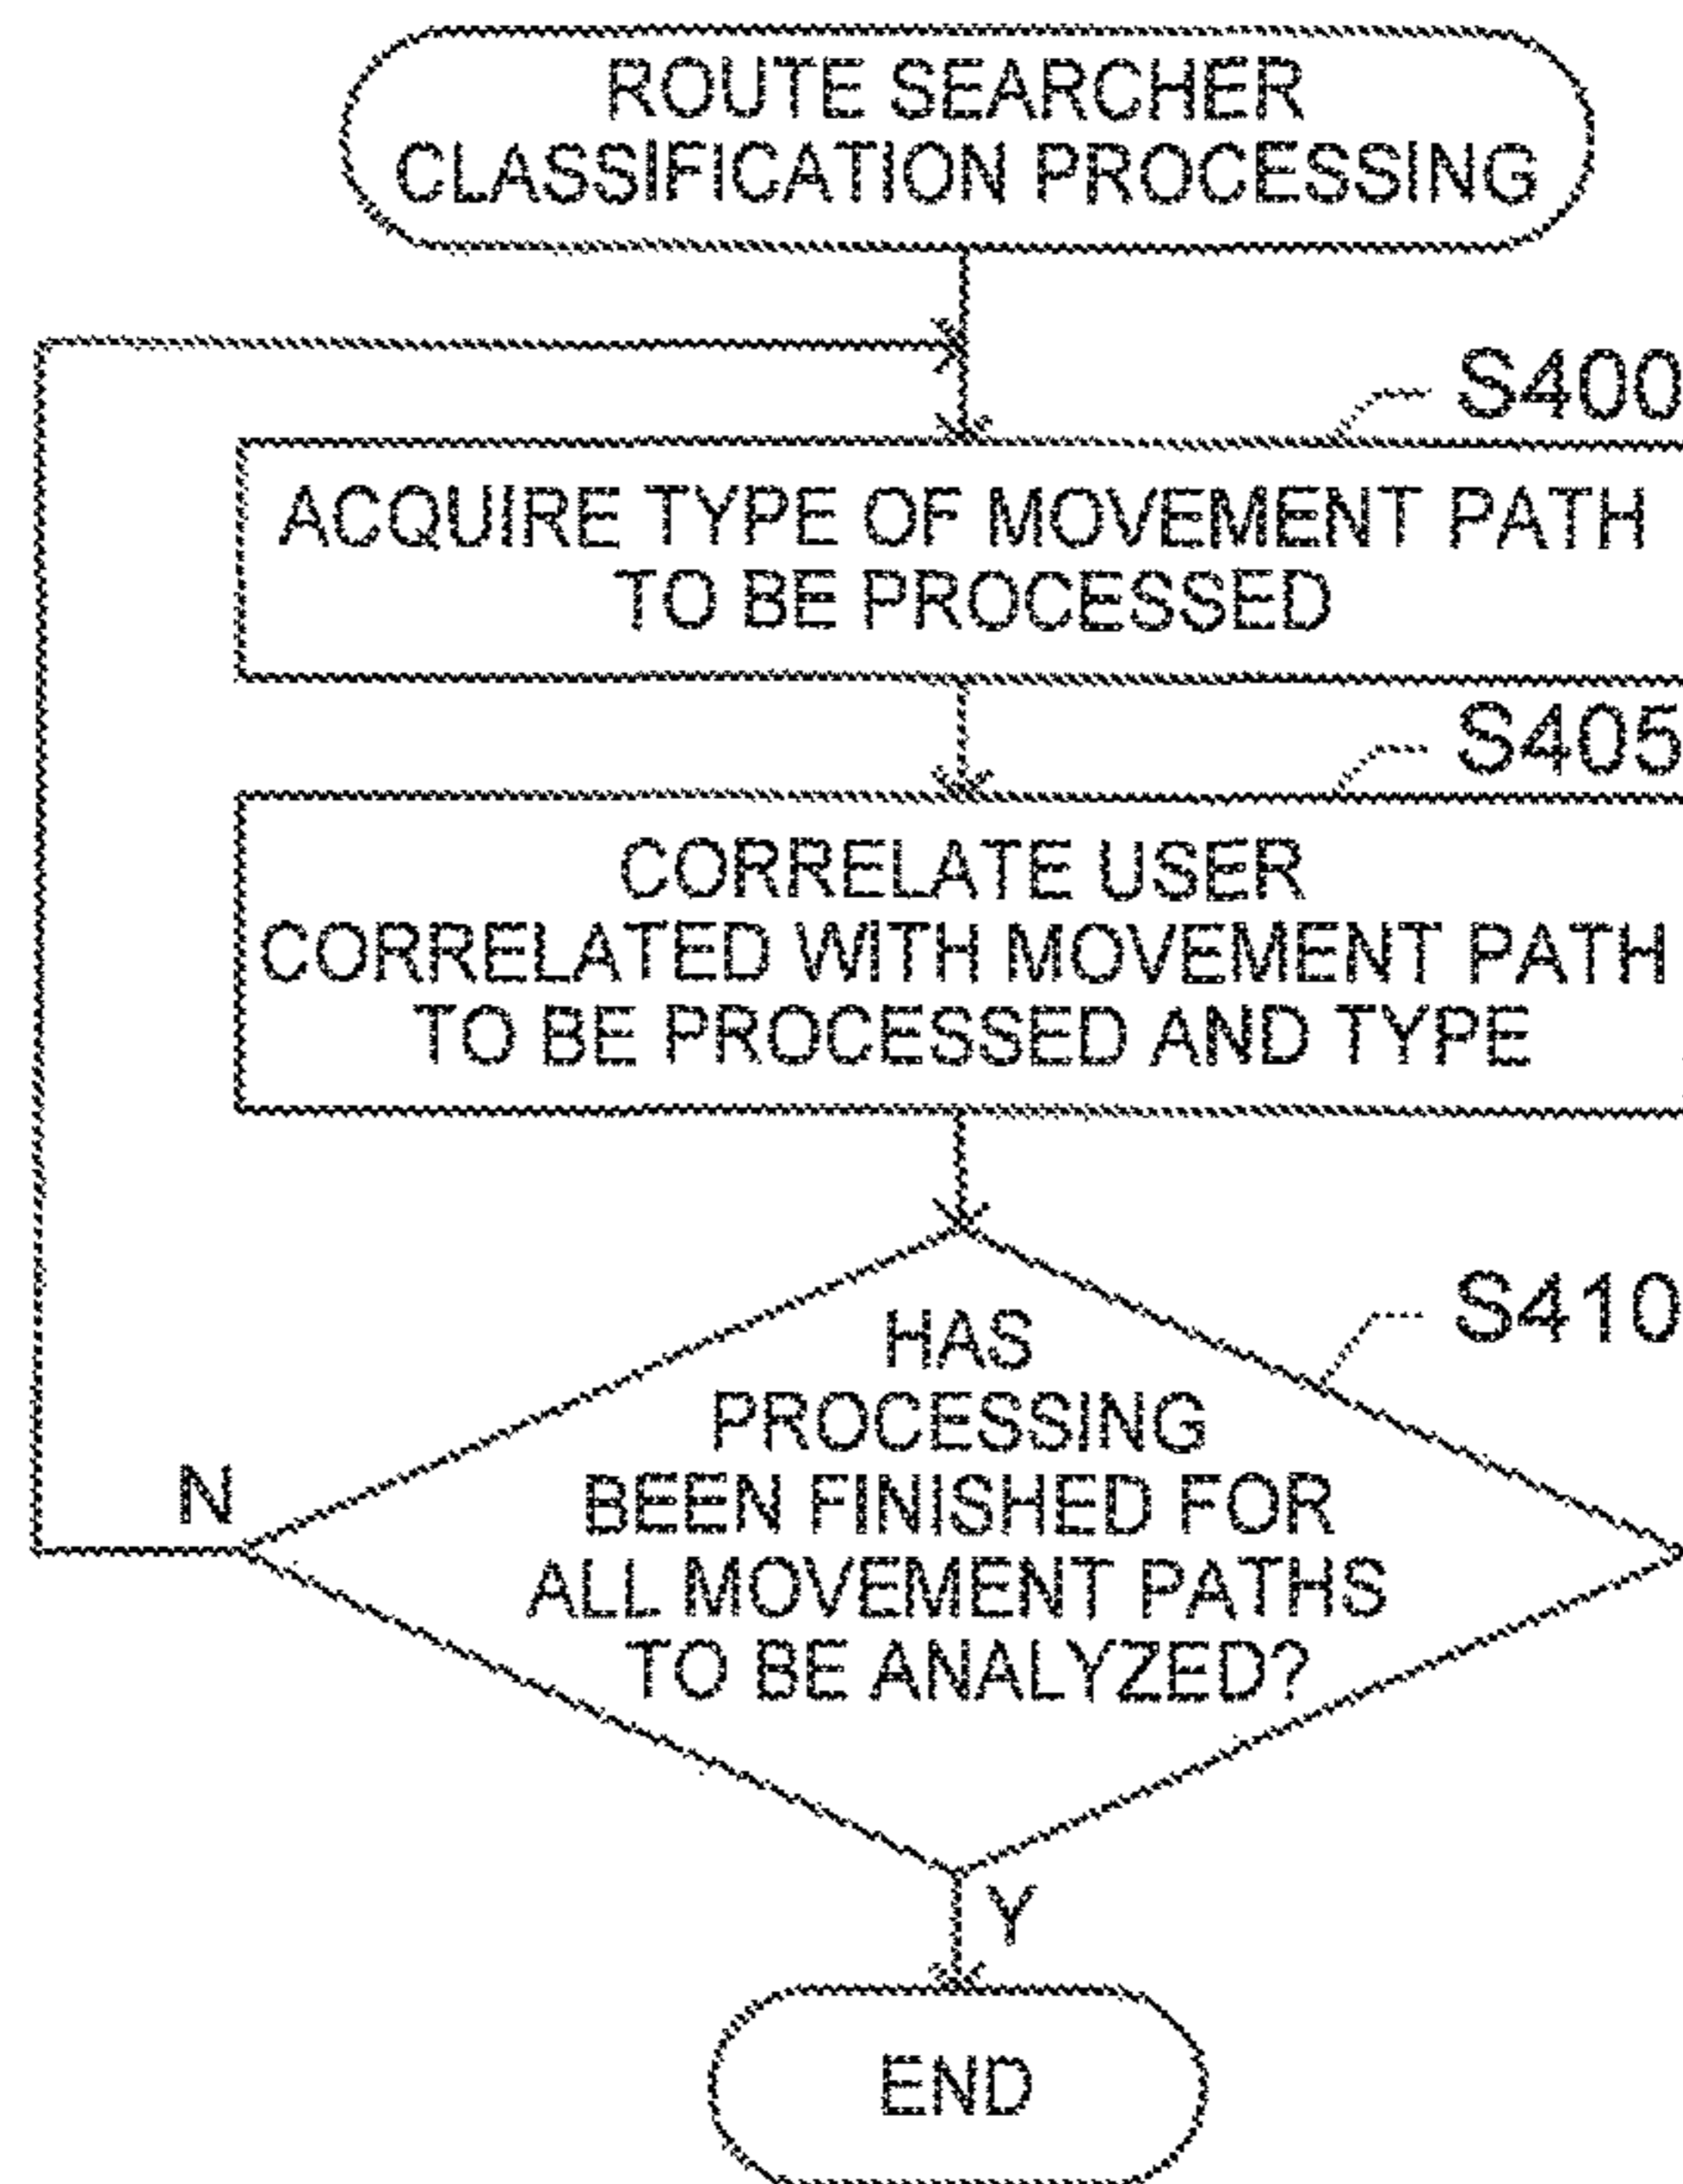 ROUTE SEARCHER
CLASSIFICATION PROCESSING
S400
ACQUIRE TYPE OF MOVEMENT PATH
TO BE PROCESSED
S405
CORRELATE USER
CORRELATED WITH MOVEMENT PATH
TO BE PROCESSED AND TYPE
S410
HAS
PROCESSING
BEEN FINISHED FOR
ALL MOVEMENT PATHS
TO BE ANALYZED?
N
Y
END